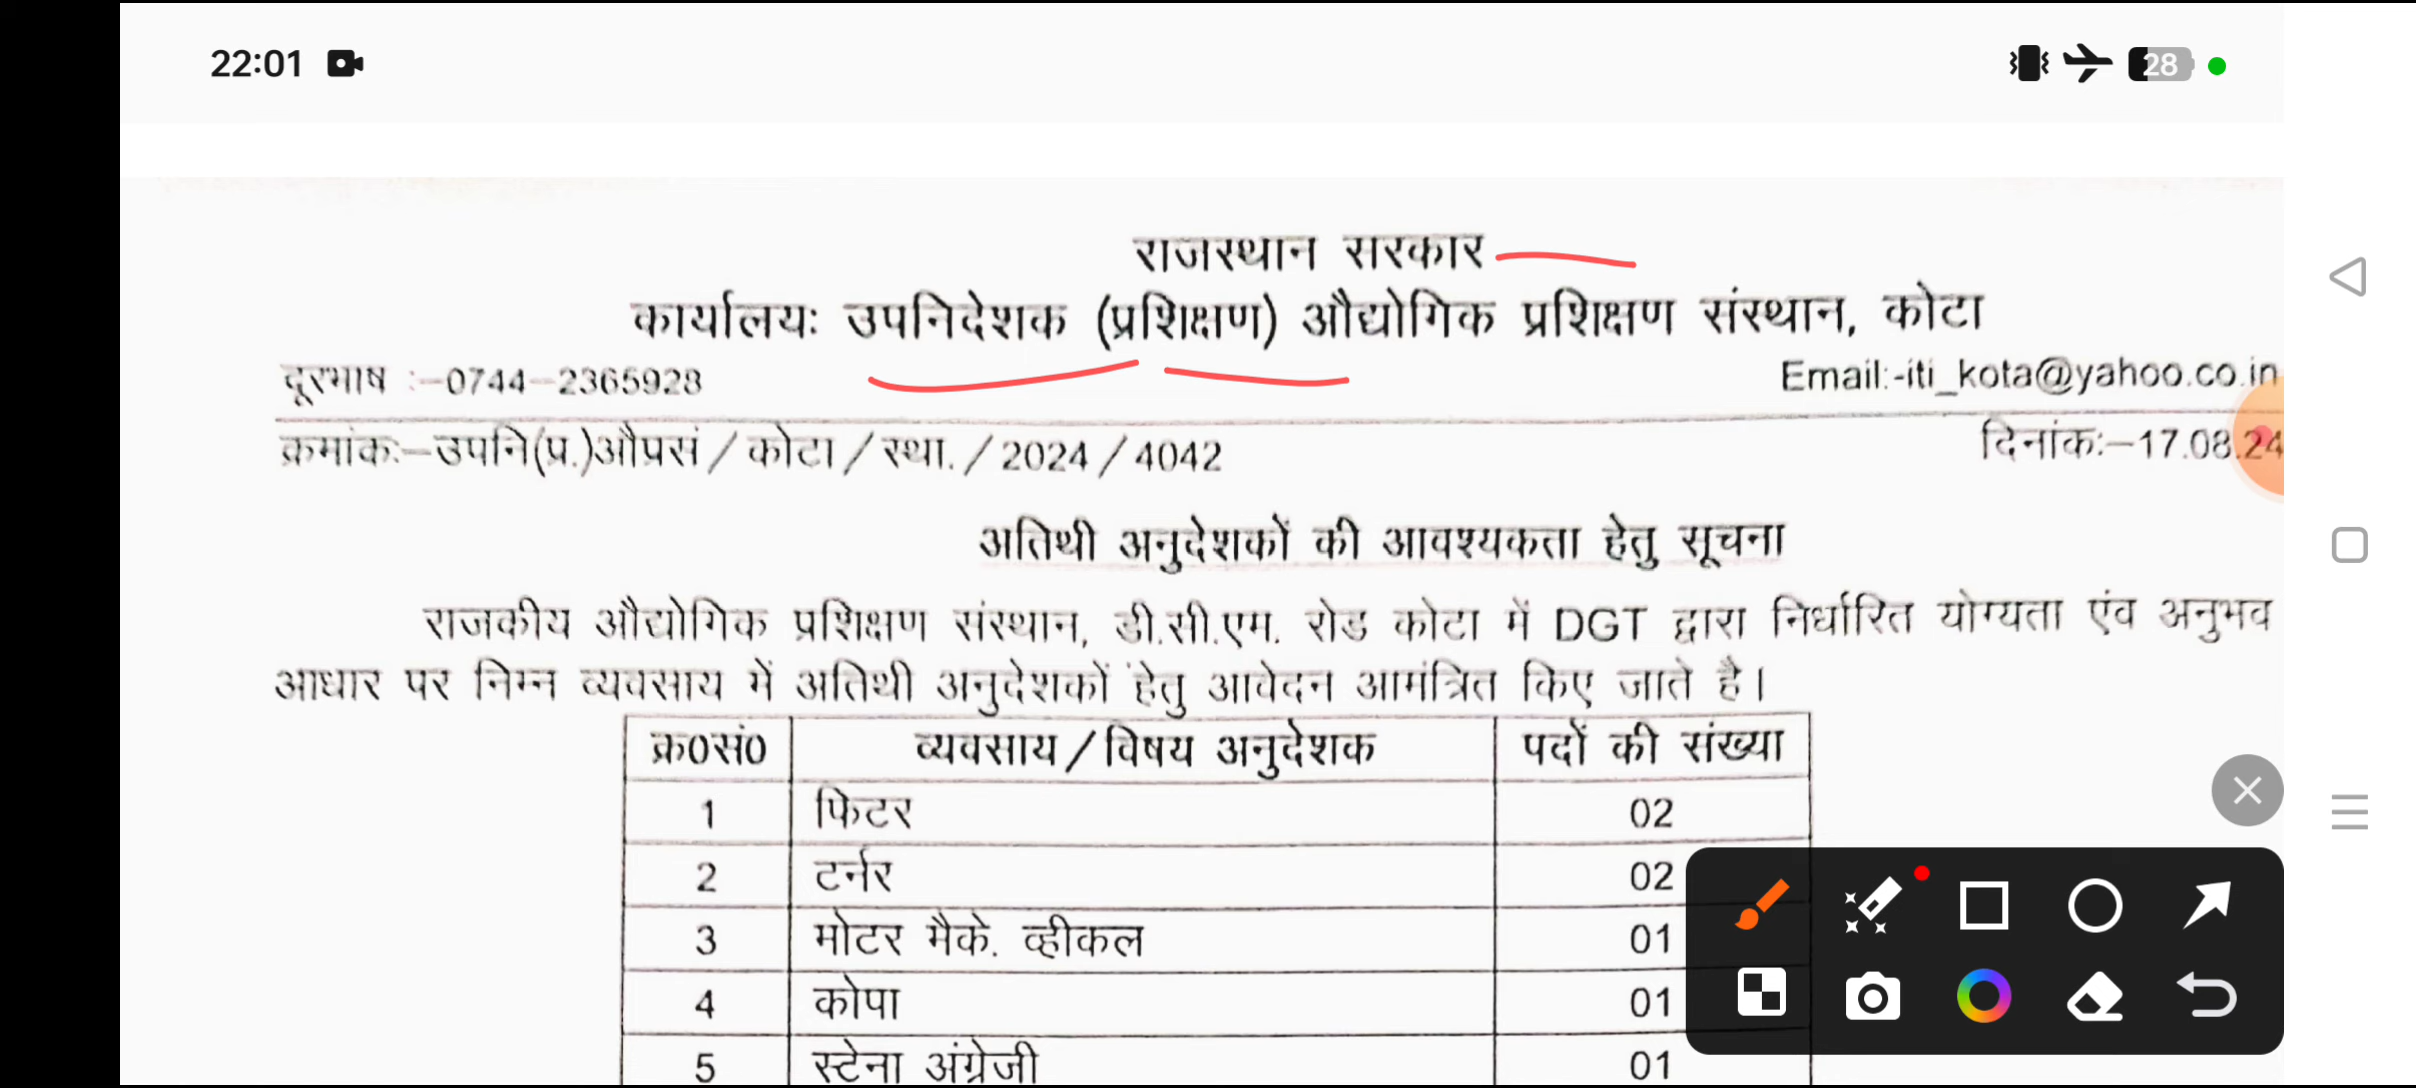 22:01
28
राजस्थान सरकार
कार्यालयः उपनिदेशक (प्रशिक्षण) औद्योगिक प्रशिक्षण संस्थान, कोटा
दूरभाष :–0744–2365928
Email:-iti_kota@yahoo.co.in
क्रमांकः–उपनि(प्र.)औप्रसं/कोटा/स्था./2024/4042
दिनांकः–17.08.24
अतिथी अनुदेशकों की आवश्यकता हेतु सूचना
राजकीय औद्योगिक प्रशिक्षण संस्थान, डी.सी.एम. रोड कोटा में DGT द्वारा निर्धारित योग्यता एंव अनुभव
आधार पर निम्न व्यवसाय में अतिथी अनुदेशकों हेतु आवेदन आमंत्रित किए जाते है।
क्र0सं0 व्यवसाय/विषय अनुदेशक पदों की संख्या
1 फिटर 02
2 टर्नर 02
3 मोटर मैके. व्हीकल 01
4 कोपा 01
5 स्टेना अंग्रेजी 01